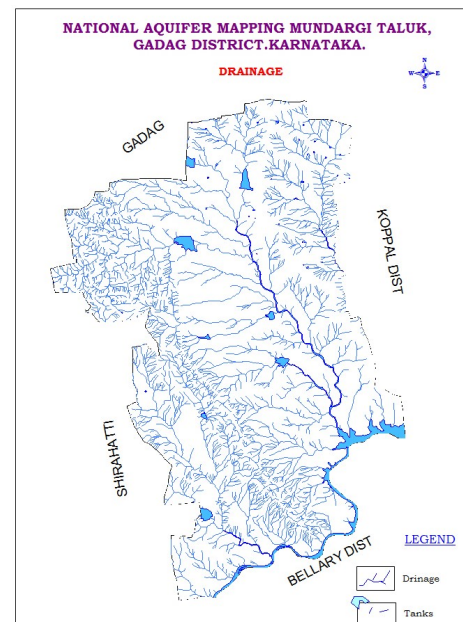 NATIONAL AQUIFER MAPPING MUNDARGI TALUK,
GADAG DISTRICT.KARNATAKA.
DRAINAGE
N
W E
S
GADAG
KOPPAL DIST
SHIRAHATTI
BELLARY DIST
LEGEND
Drinage
Tanks